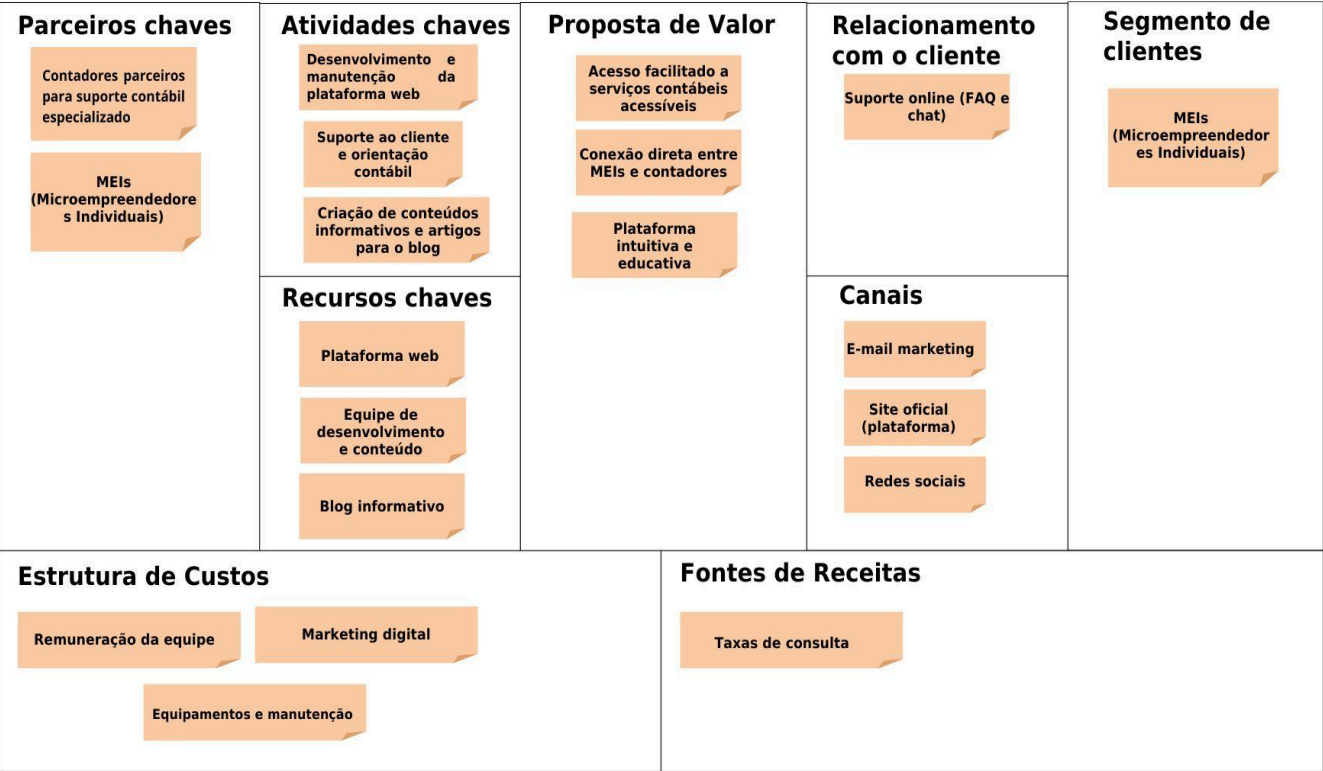 Parceiros chaves
Contadores parceiros
para suporte contábil
especializado
MEIs
(Microempreendedore
s Individuais)
Atividades chaves
Desenvolvimento e
manutenção da
plataforma web
Suporte ao cliente
e orientação
contábil
Criação de conteúdos
informativos e artigos
para o blog
Recursos chaves
Plataforma web
Equipe de
desenvolvimento
e conteúdo
Blog informativo
Proposta de Valor
Acesso facilitado a
serviços contábeis
acessíveis
Conexão direta entre
MEIs e contadores
Plataforma
intuitiva e
educativa
Relacionamento
com o cliente
Suporte online (FAQ e
chat)
Canais
E-mail marketing
Site oficial
(plataforma)
Redes sociais
Segmento de
clientes
MEIs
(Microempreendedor
es Individuais)
Estrutura de Custos
Remuneração da equipe
Marketing digital
Equipamentos e manutenção
Fontes de Receitas
Taxas de consulta